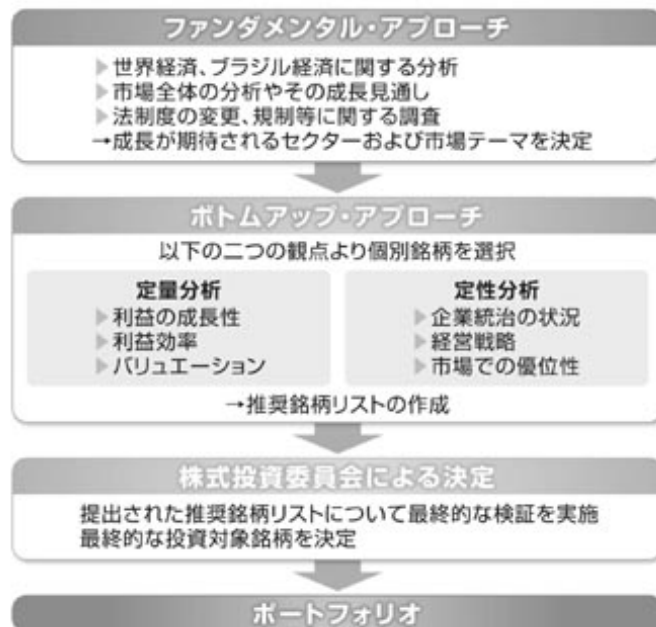 ファンダメンタル・アプローチ
▶世界経済、ブラジル経済に関する分析
▶市場全体の分析やその成長見通し
▶法制度の変更、規制等に関する調査
→成長が期待されるセクターおよび市場テーマを決定
ボトムアップ・アプローチ
以下の二つの観点より個別銘柄を選択
定量分析
▶利益の成長性
▶利益効率
▶バリュエーション
定性分析
▶企業統治の状況
▶経営戦略
▶市場での優位性
→推奨銘柄リストの作成
株式投資委員会による決定
提出された推奨銘柄リストについて最終的な検証を実施
最終的な投資対象銘柄を決定
ポートフォリオ